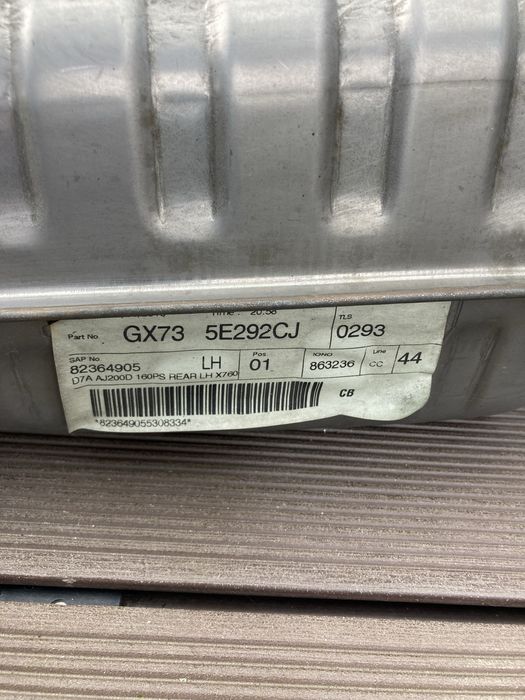 Time: 20:58
Part No GX73 5E292CJ TLS 0293
SAP No 82364905 LH Pos 01 863236 Line CC 44
D7A AJ200D 160PS REAR LH X760
CB
*823649055308334*